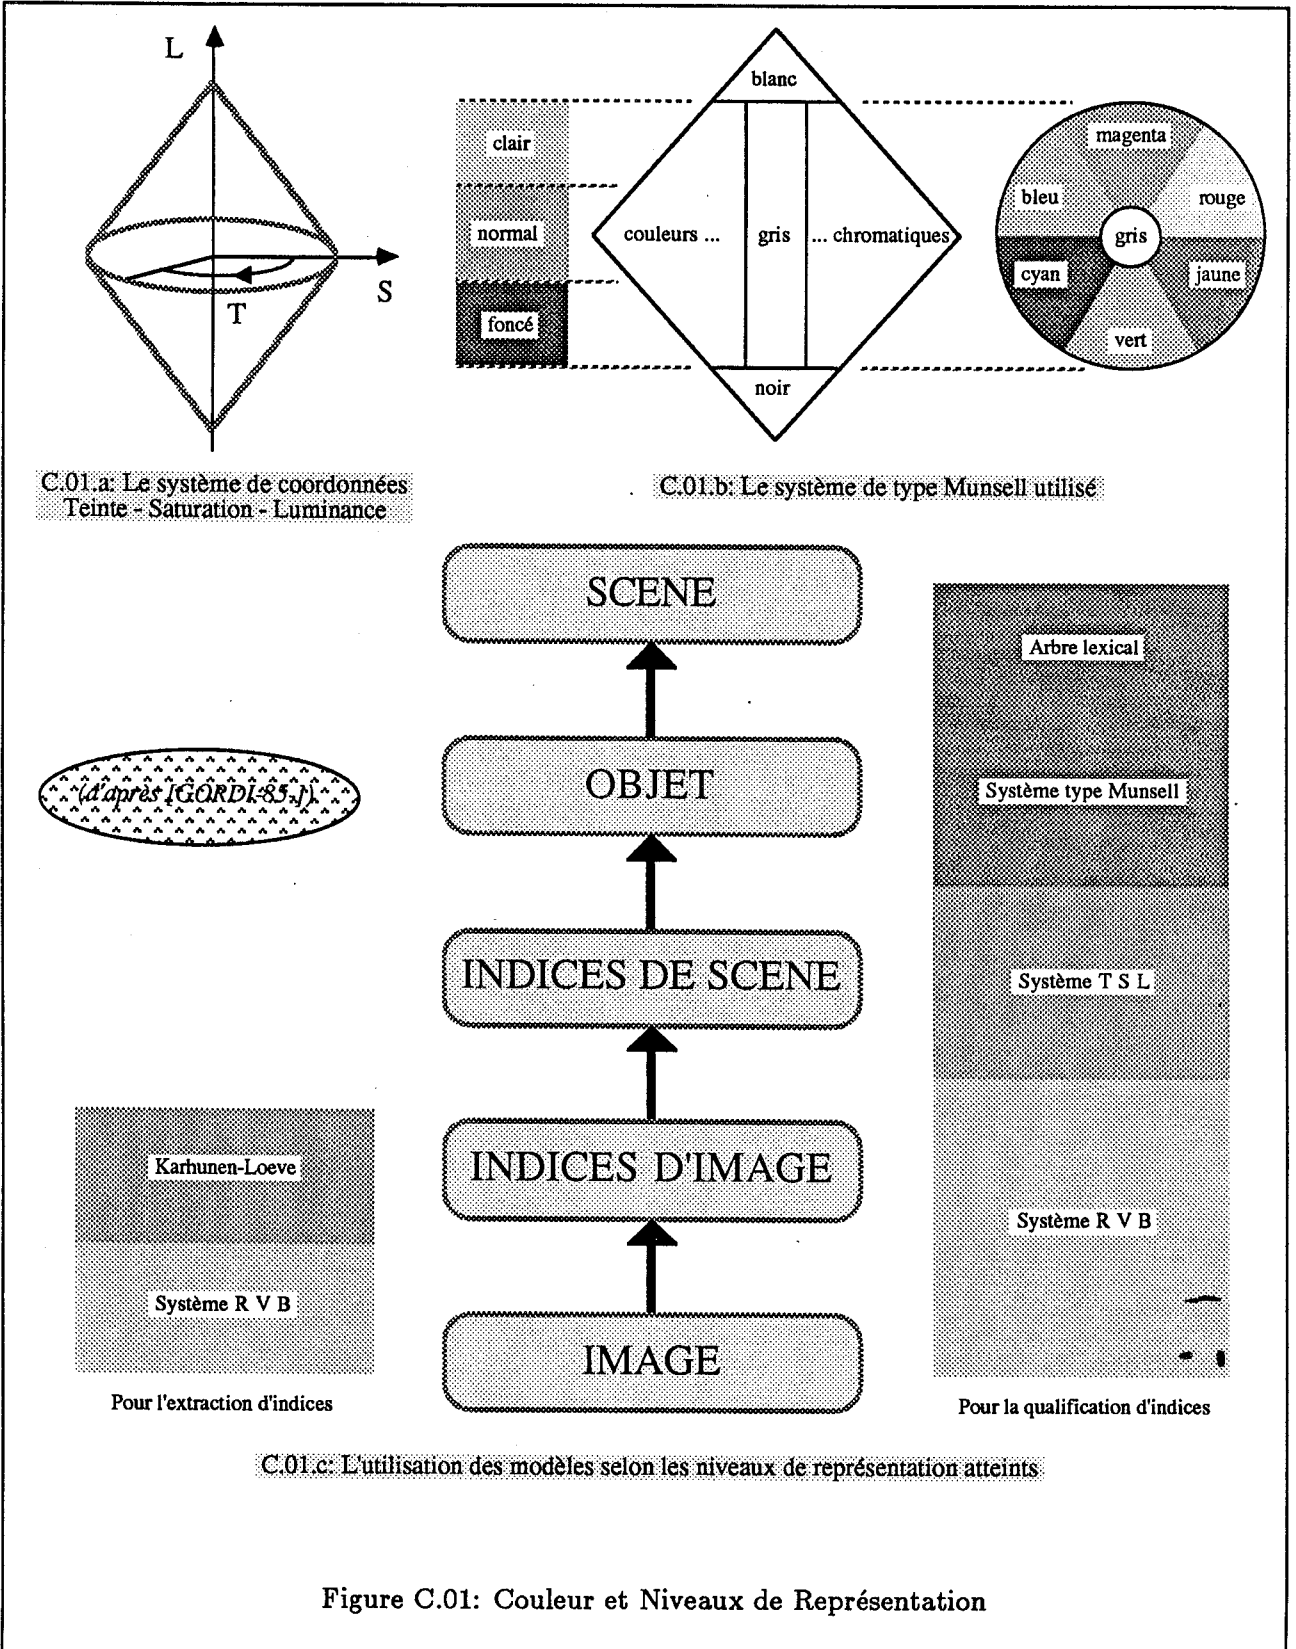 L
S
T
C.01.a: Le système de coordonnées
Teinte - Saturation - Luminance
clair
normal
foncé
blanc
couleurs ...
gris
... chromatiques
noir
magenta
bleu
rouge
gris
cyan
jaune
vert
C.01.b: Le système de type Munsell utilisé
SCENE
OBJET
INDICES DE SCENE
INDICES D'IMAGE
IMAGE
(d'après [GORDI-85.])
Karhunen-Loeve
Système R V B
Pour l'extraction d'indices
Arbre lexical
Système type Munsell
Système T S L
Système R V B
Pour la qualification d'indices
C.01.c: L'utilisation des modèles selon les niveaux de représentation atteints
Figure C.01: Couleur et Niveaux de Représentation